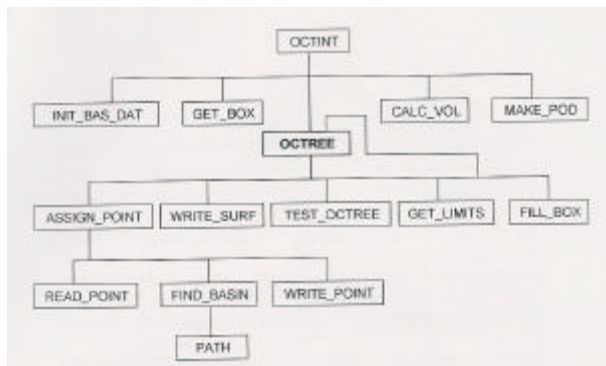 OCTINT
INIT_BAS_DAT
GET_BOX
CALC_VOL
MAKE_POD
OCTREE
ASSIGN_POINT
WRITE_SURF
TEST_OCTREE
GET_LIMITS
FILL_BOX
READ_POINT
FIND_BASIN
WRITE_POINT
PATH